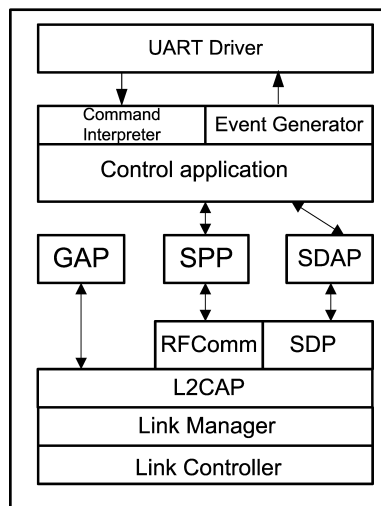 UART Driver
Command
Interpreter
Event Generator
Control application
GAP
SPP
SDAP
RFComm
SDP
L2CAP
Link Manager
Link Controller